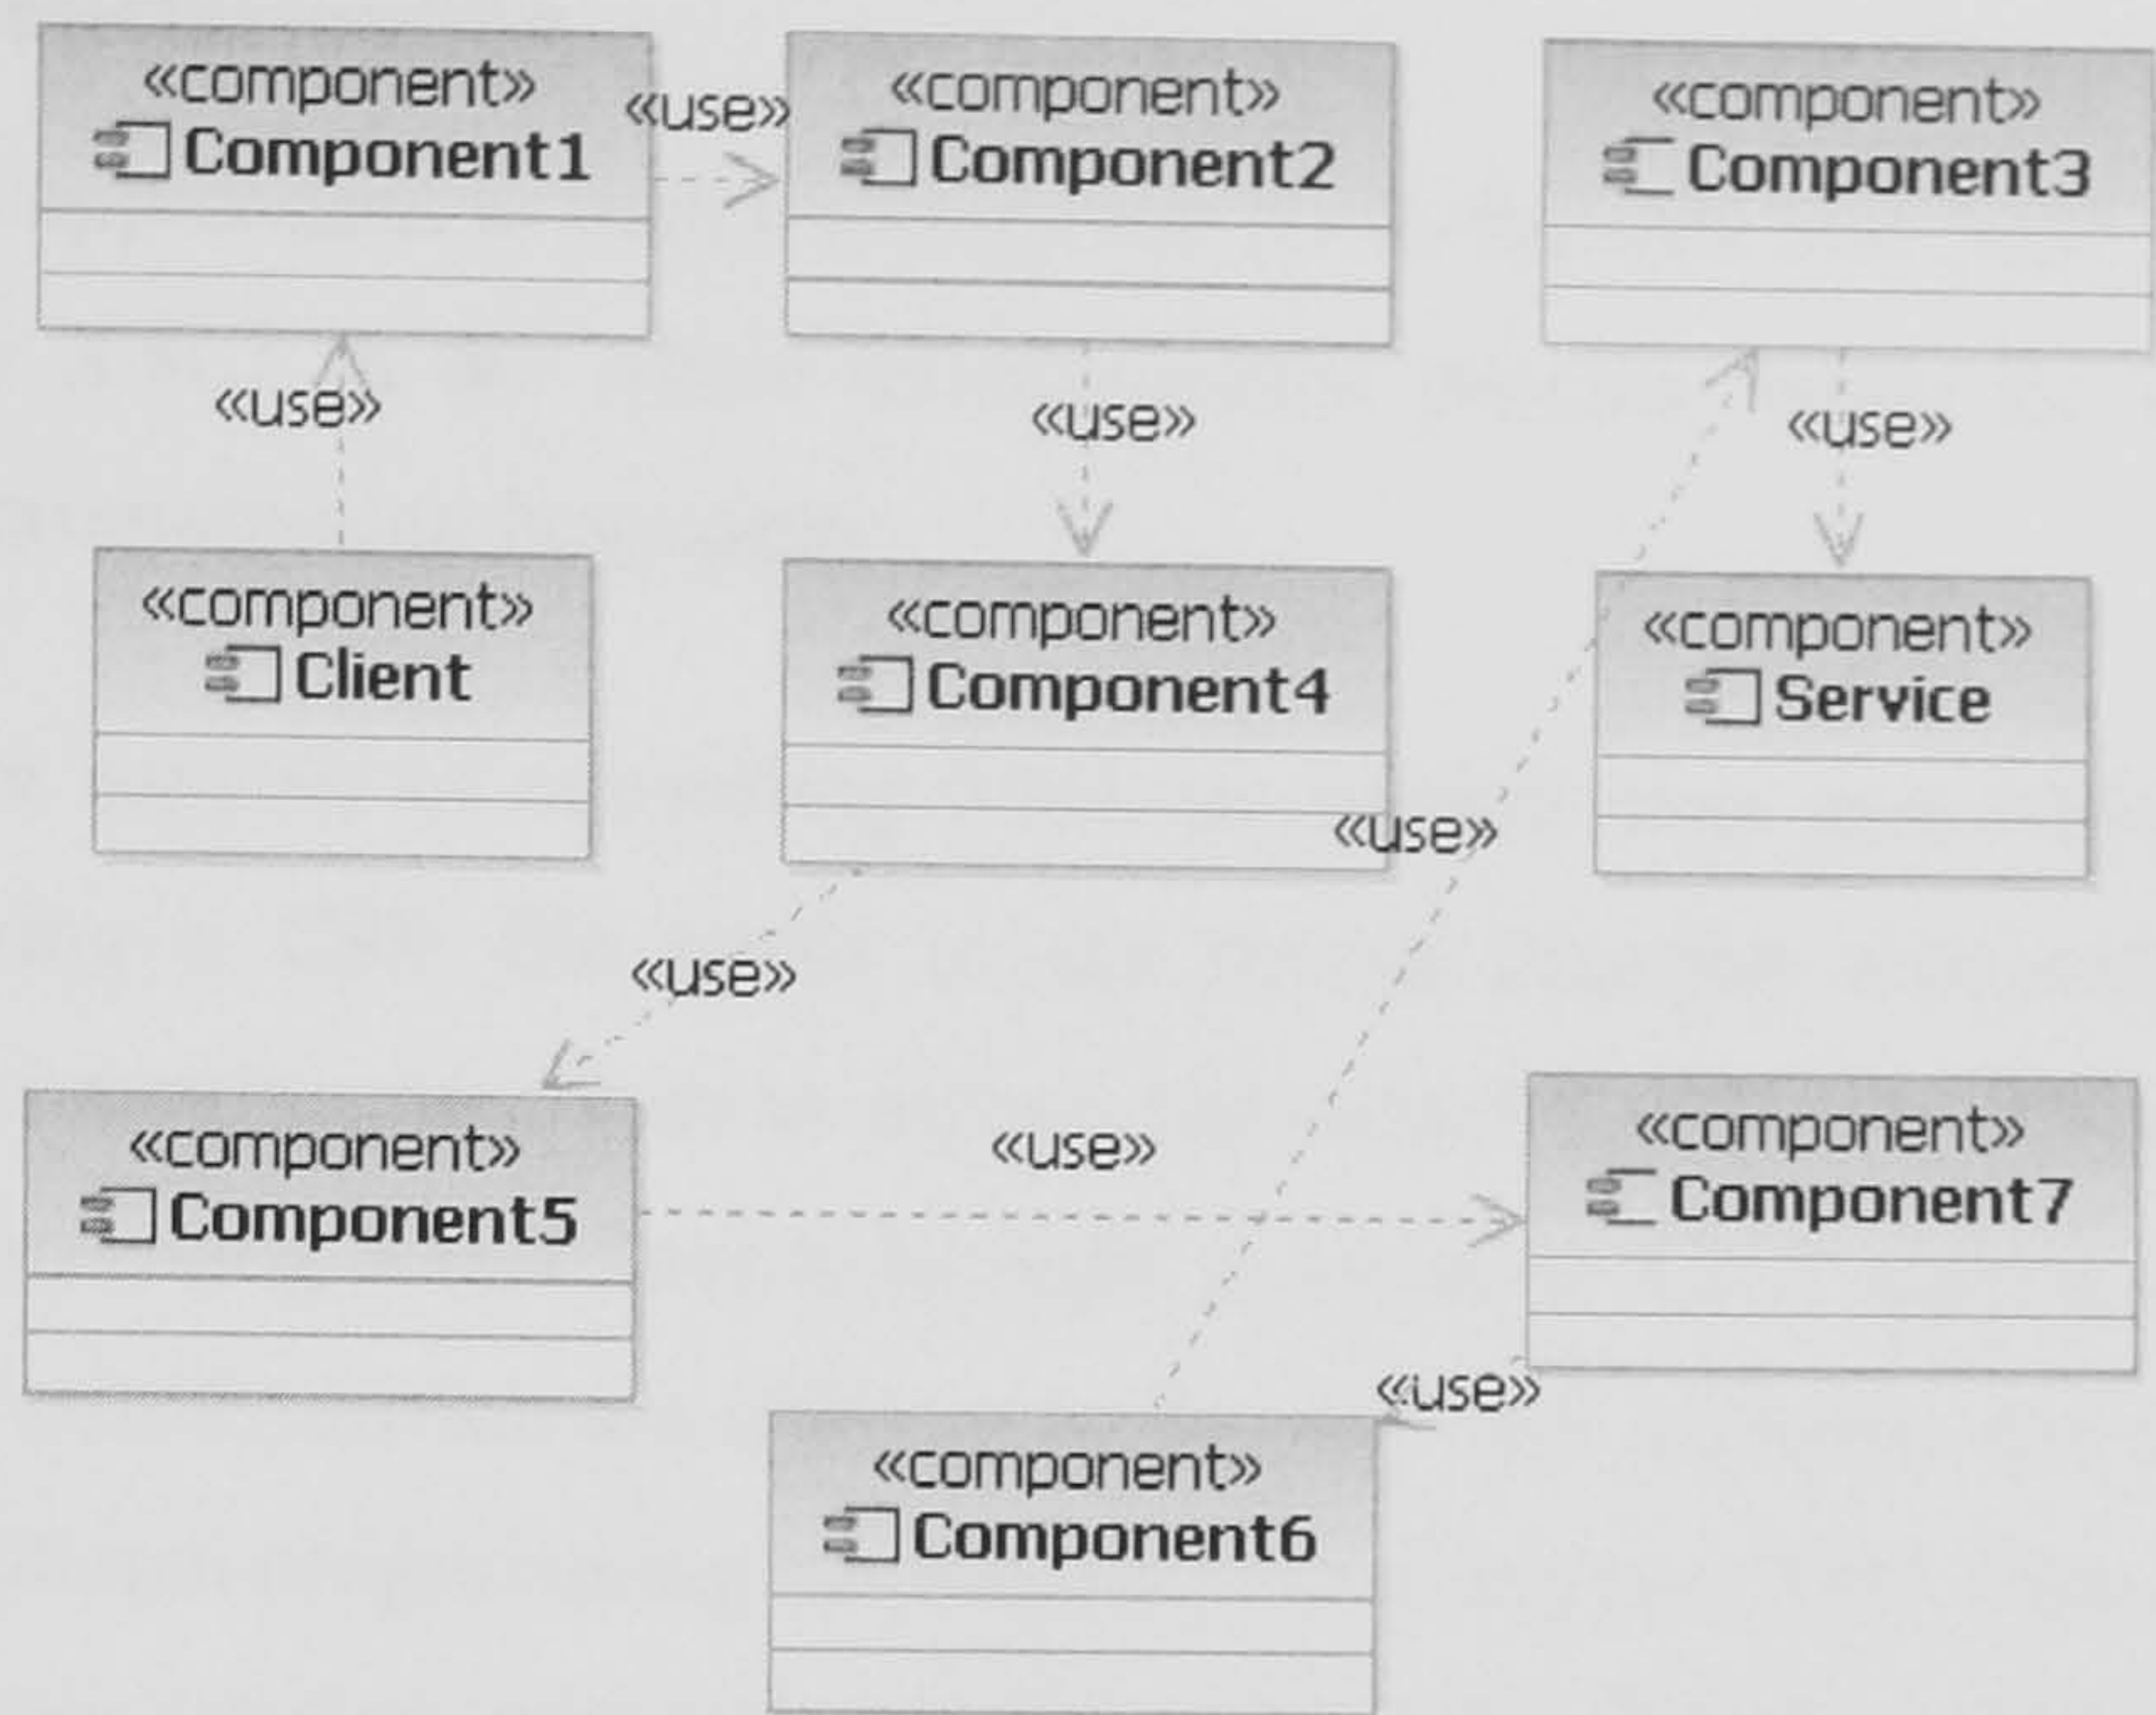 «component»
Component1
«use»
«component»
Component2
«component»
Component3
«use»
«use»
«use»
«component»
Client
«component»
Component4
«component»
Service
«use»
«use»
«component»
Component5
«use»
«component»
Component7
«use»
«component»
Component6